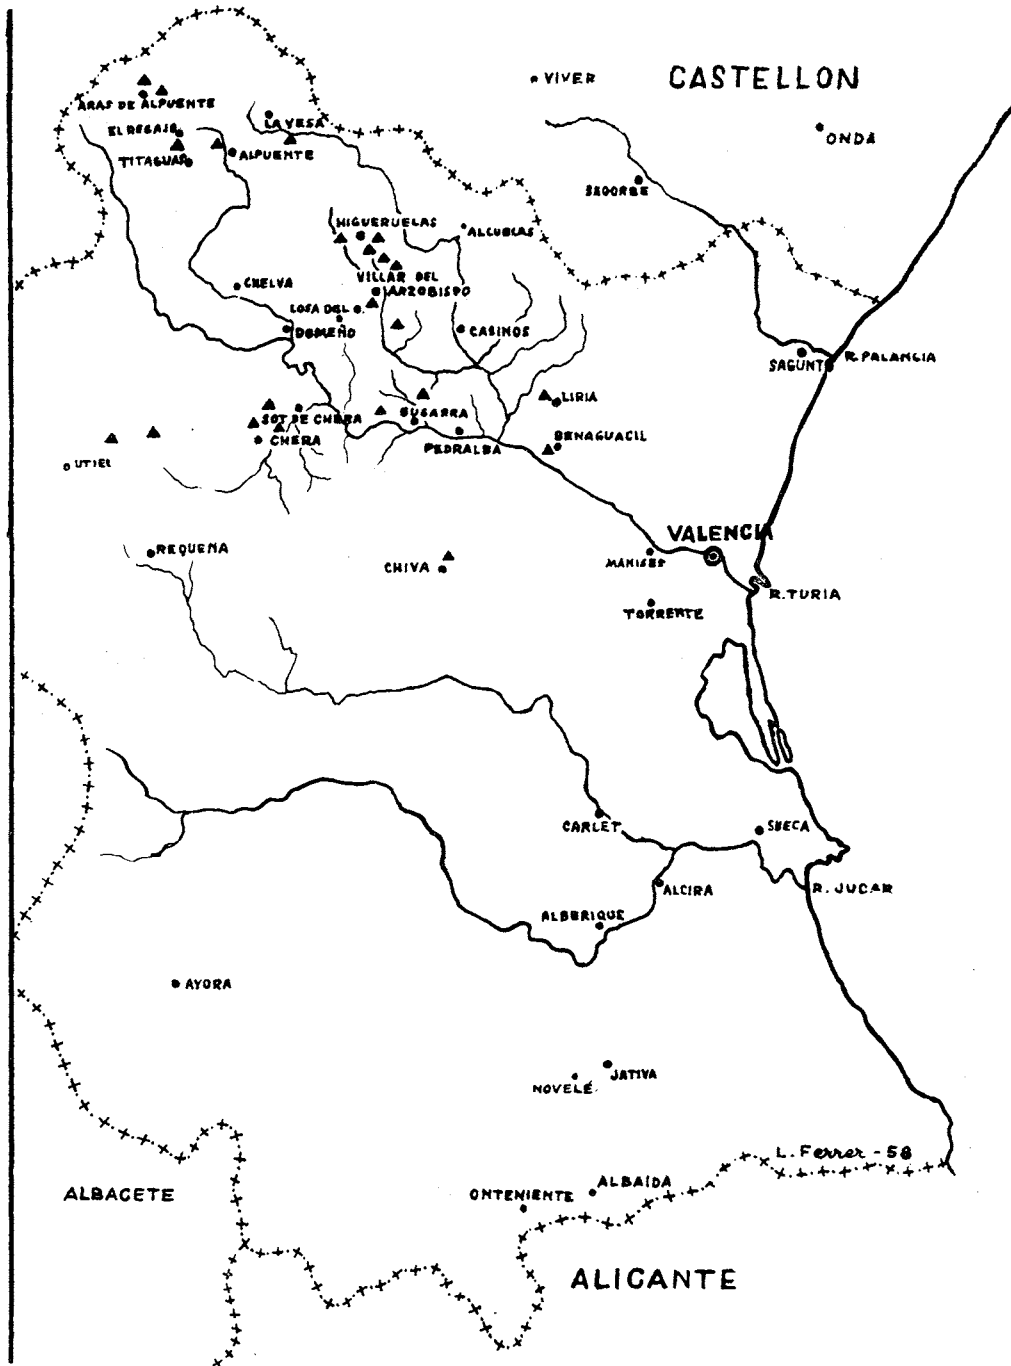 CASTELLON
VIVER
ONDA
ARAS DE ALPUENTE
EL REGAJO
LA YESA
TITAGUAS
ALPUENTE
SEGORBE
HIGUERUELAS
ALCUBLAS
VILLAR DEL
ARZOBISPO
CHELVA
LOSA DEL O.
DOMEÑO
CASINOS
SAGUNTO
R. PALANCIA
LIRIA
SOT DE CHERA
BUGARRA
CHERA
PEDRALBA
BENAGUACIL
UTIEL
VALENCIA
REQUENA
CHIVA
MANISES
R. TURIA
TORRENTE
CARLET
SUECA
ALCIRA
R. JUCAR
ALBERIQUE
AYORA
NOVELÉ
JATIVA
L. Ferrer - 58
ALBACETE
ONTENIENTE
ALBAIDA
ALICANTE